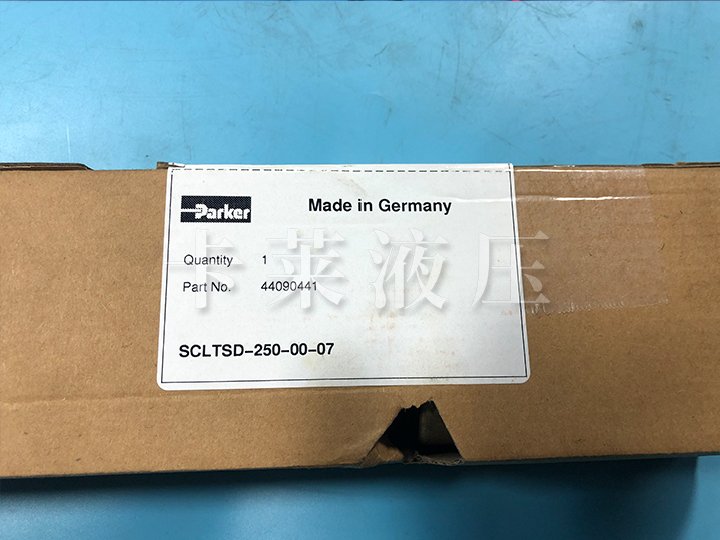 Parker
Made in Germany
Quantity 1
Part No. 44090441
卡莱液压
SCLTSD-250-00-07